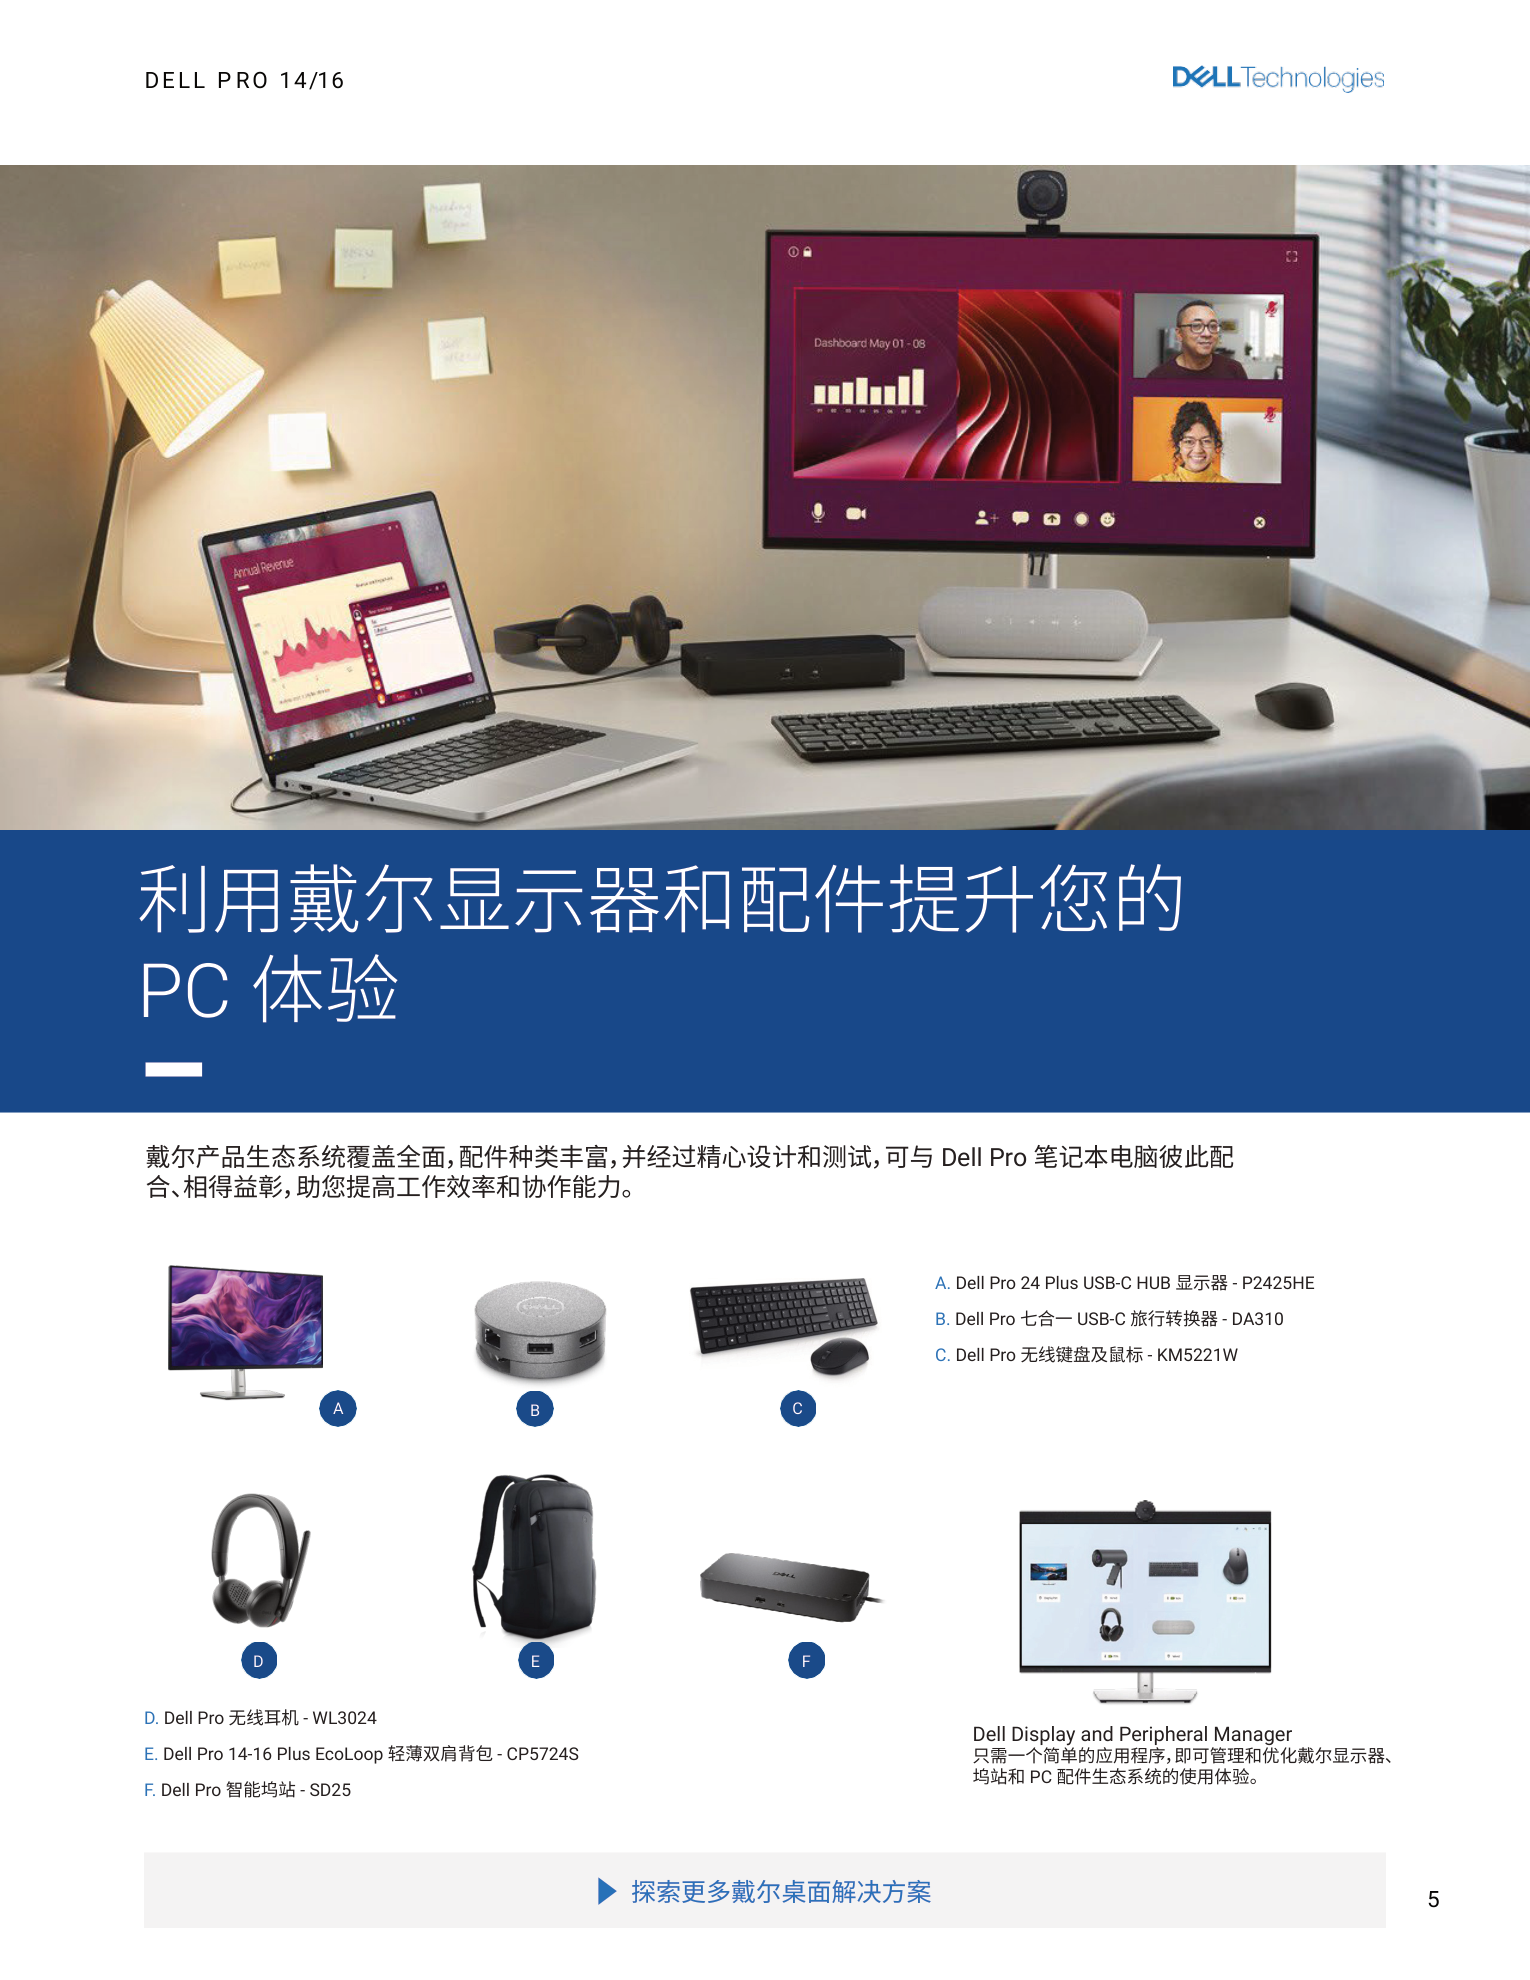 DELL PRO 14/16
DELL Technologies
Dashboard May 01 - 08
01 02 03 04 05 06 07 08
Annual Revenue
利用戴尔显示器和配件提升您的
PC 体验
戴尔产品生态系统覆盖全面，配件种类丰富，并经过精心设计和测试，可与 Dell Pro 笔记本电脑彼此配
合、相得益彰，助您提高工作效率和协作能力。
A. Dell Pro 24 Plus USB-C HUB 显示器 - P2425HE
B. Dell Pro 七合一 USB-C 旅行转换器 - DA310
C. Dell Pro 无线键盘及鼠标 - KM5221W
A
B
C
D
E
F
D. Dell Pro 无线耳机 - WL3024
E. Dell Pro 14-16 Plus EcoLoop 轻薄双肩背包 - CP5724S
F. Dell Pro 智能坞站 - SD25
Dell Display and Peripheral Manager
只需一个简单的应用程序，即可管理和优化戴尔显示器、
坞站和 PC 配件生态系统的使用体验。
探索更多戴尔桌面解决方案
5